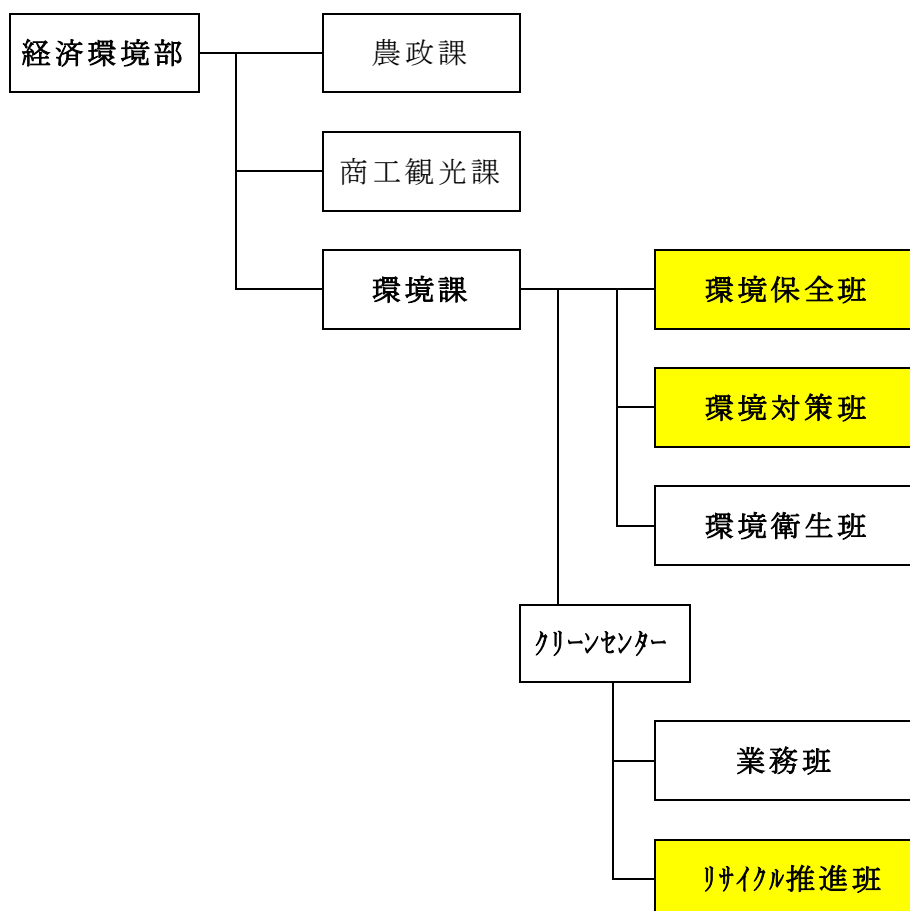 経済環境部
農政課
商工観光課
環境課
環境保全班
環境対策班
環境衛生班
ｸﾘｰﾝｾﾝﾀｰ
業務班
ﾘｻｲｸﾙ推進班